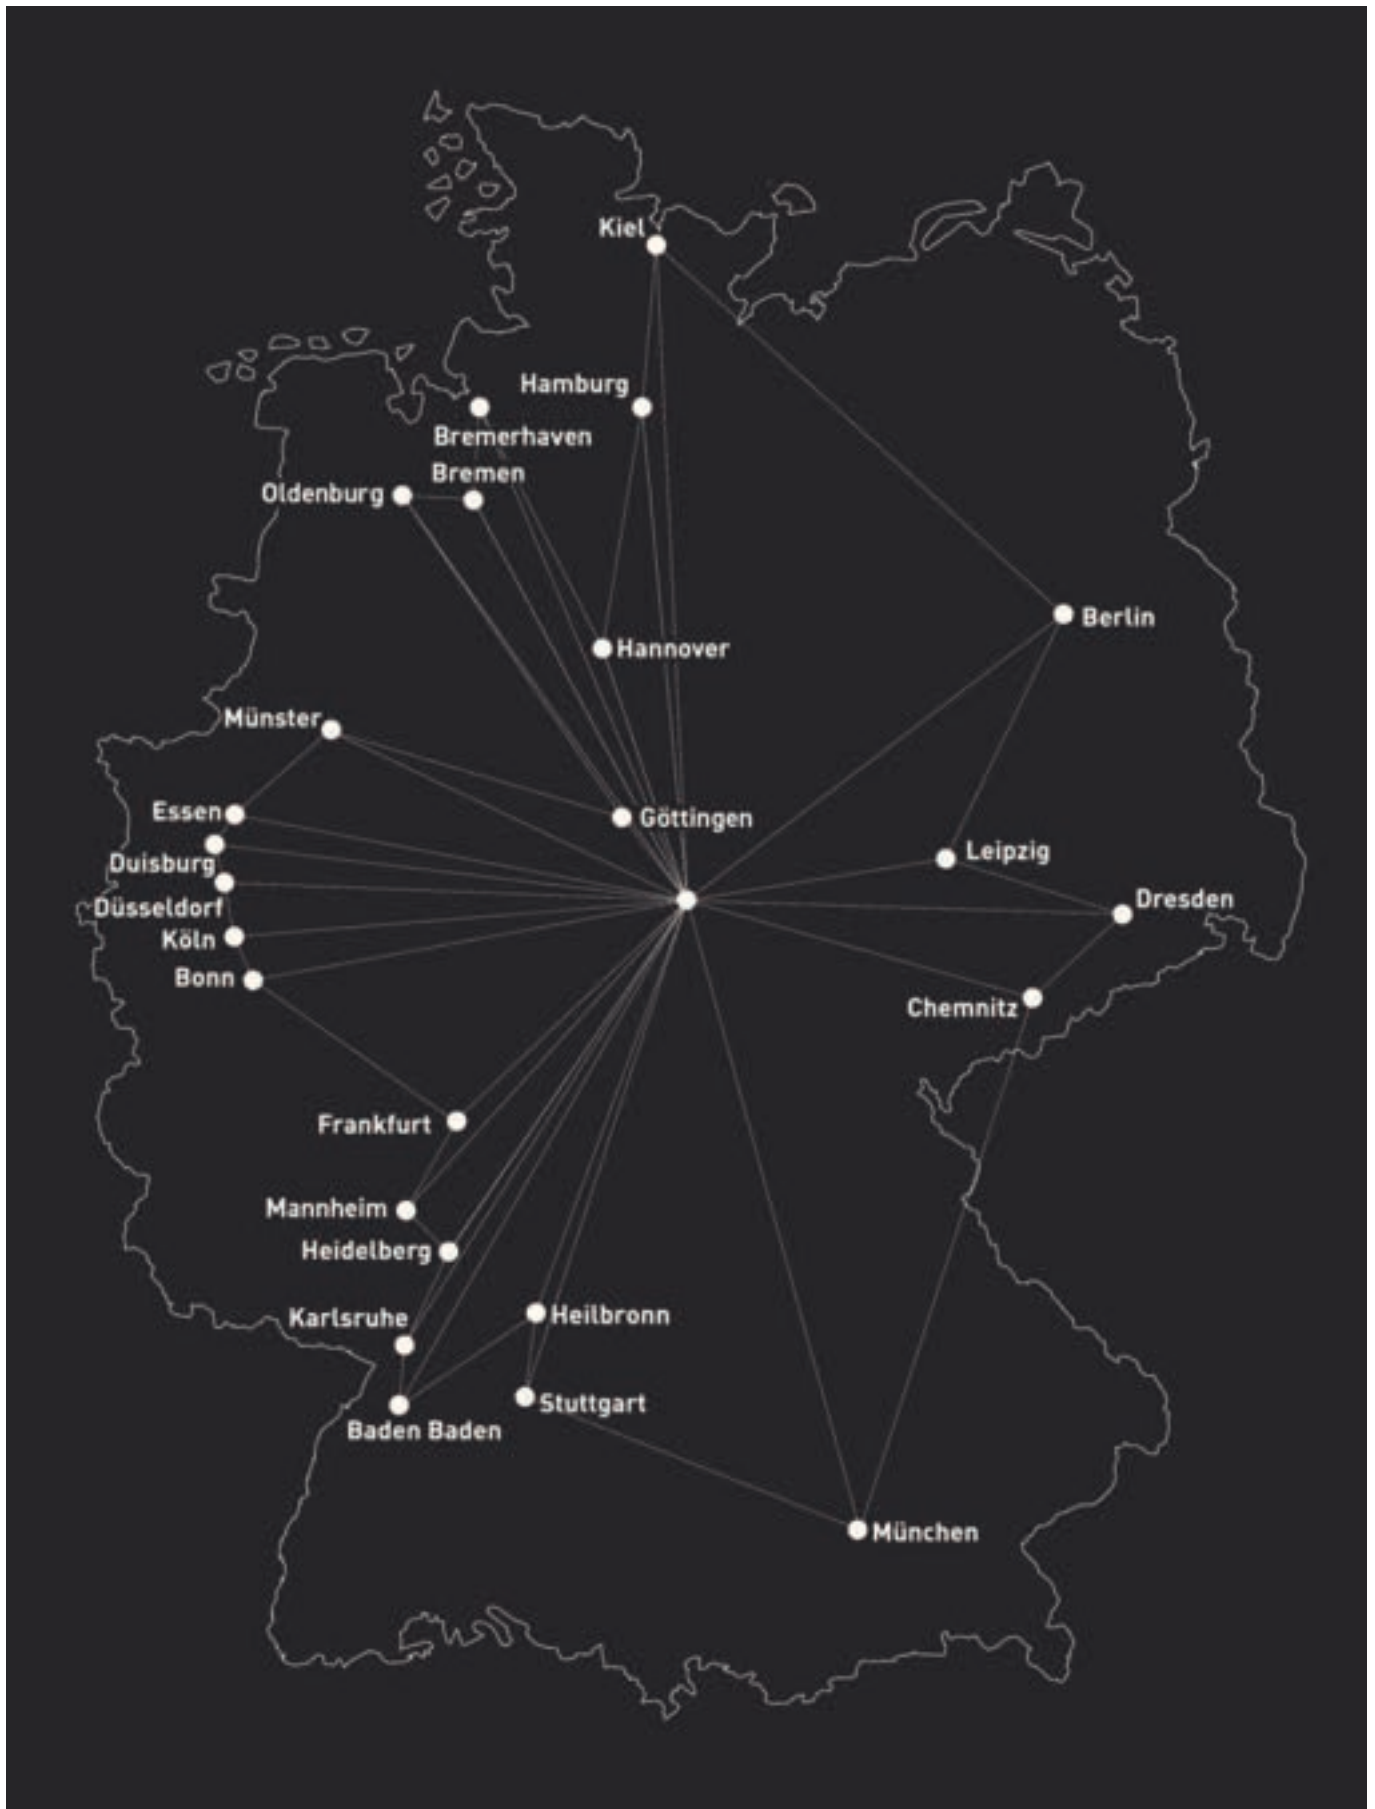 Kiel
Hamburg
Bremerhaven
Bremen
Oldenburg
Berlin
Hannover
Münster
Essen
Göttingen
Leipzig
Duisburg
Dresden
Düsseldorf
Köln
Bonn
Chemnitz
Frankfurt
Mannheim
Heidelberg
Karlsruhe
Heilbronn
Stuttgart
Baden Baden
München